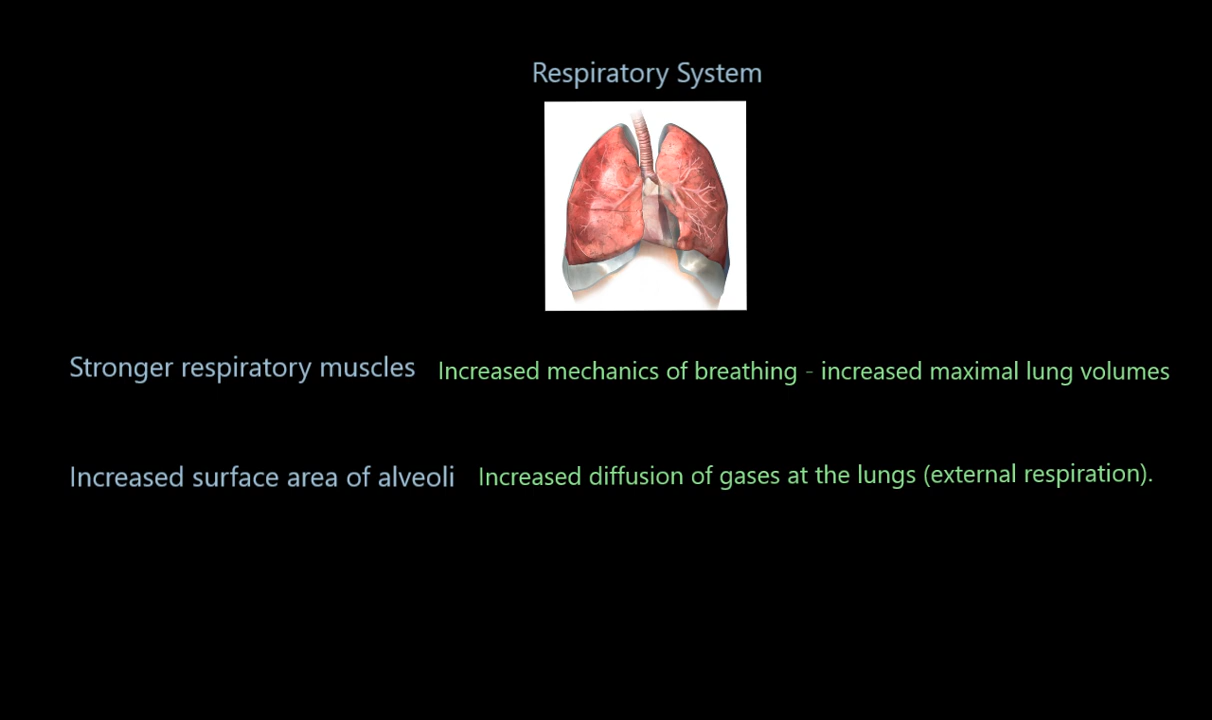 Respiratory System
Stronger respiratory muscles Increased mechanics of breathing - increased maximal lung volumes
Increased surface area of alveoli Increased diffusion of gases at the lungs (external respiration).